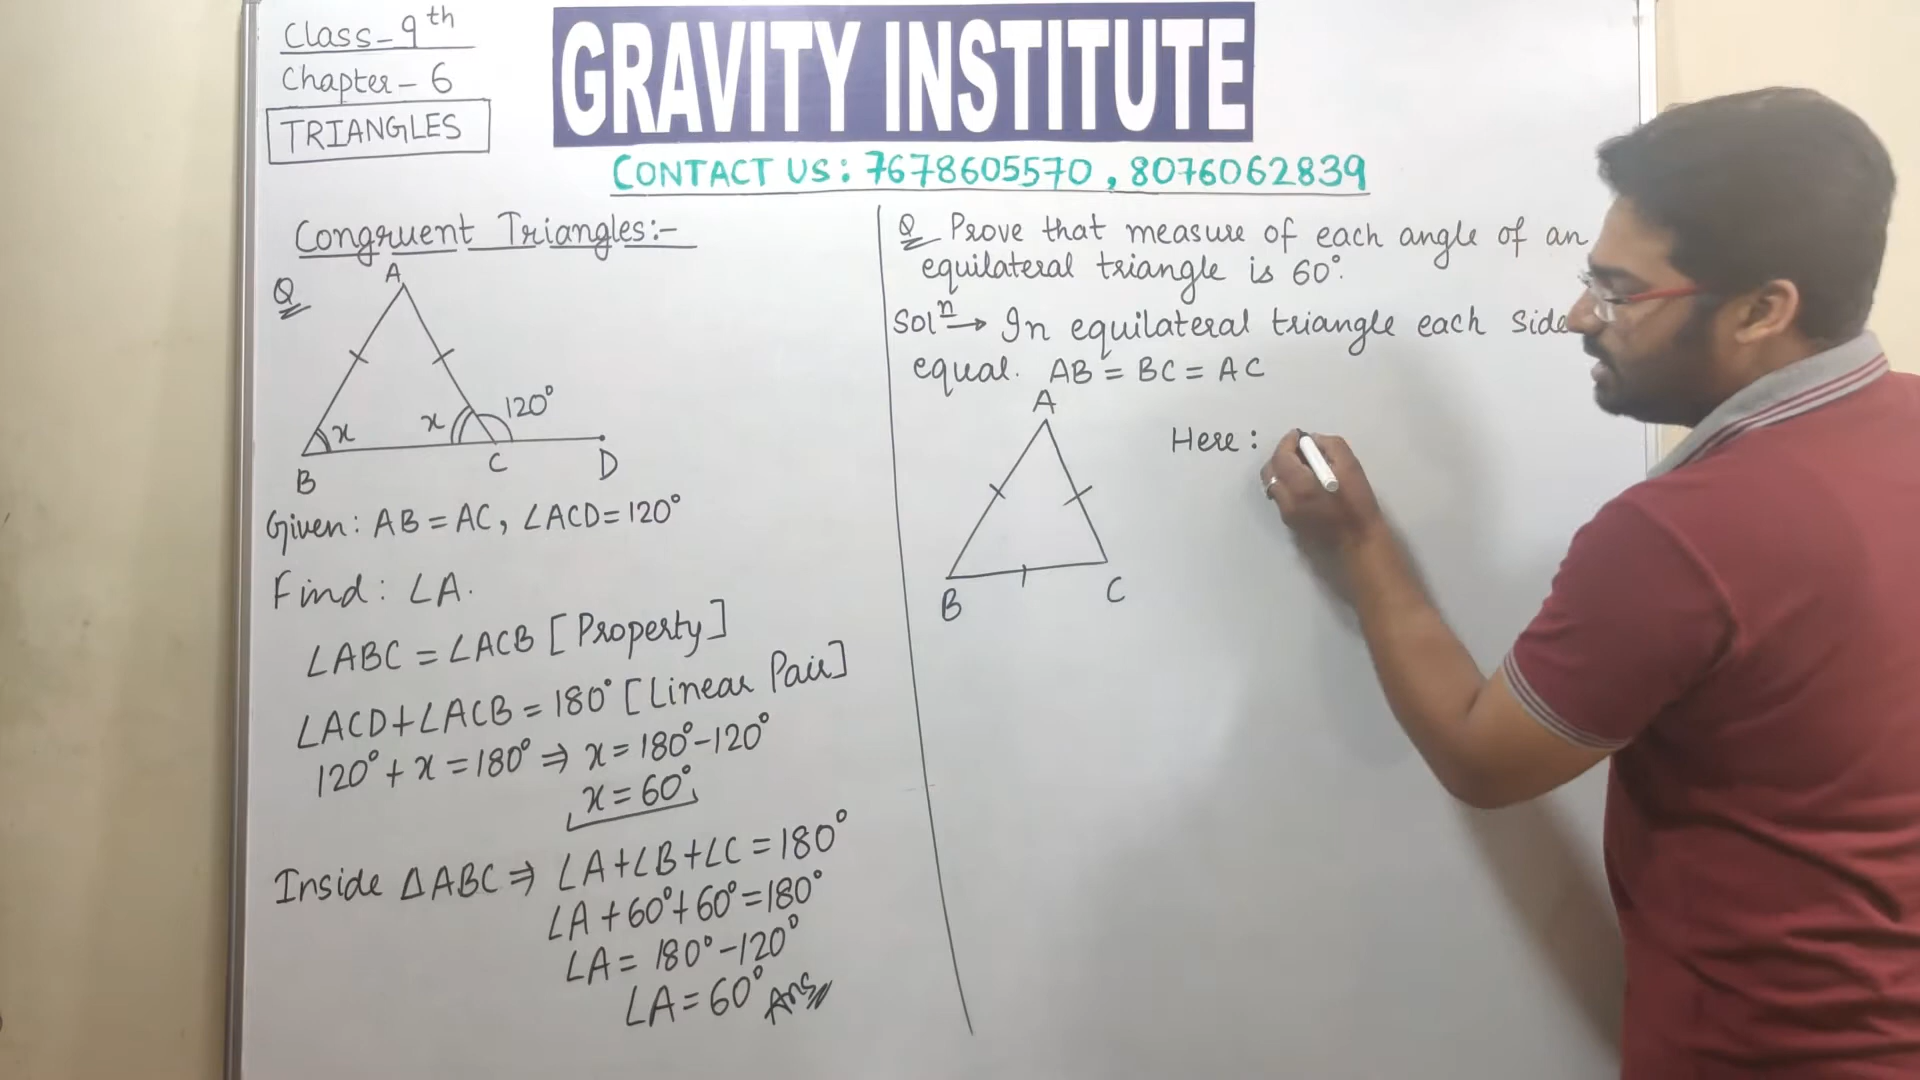 Class-9th
Chapter-6
TRIANGLES
GRAVITY INSTITUTE
CONTACT US: 7678605570, 8076062839
Congruent Triangles:-
Q
A
x
x
120°
B
C
D
Given: AB = AC, ∠ACD = 120°
Find: ∠A.
∠ABC = ∠ACB [Property]
∠ACD + ∠ACB = 180° [Linear Pair]
120° + x = 180° ⇒ x = 180° - 120°
x = 60°
Inside △ABC ⇒ ∠A + ∠B + ∠C = 180°
∠A + 60° + 60° = 180°
∠A = 180° - 120°
∠A = 60° Ans
Q Prove that measure of each angle of an
equilateral triangle is 60°.
Solⁿ → In equilateral triangle each side
equal. AB = BC = AC
A
Here:
B
C